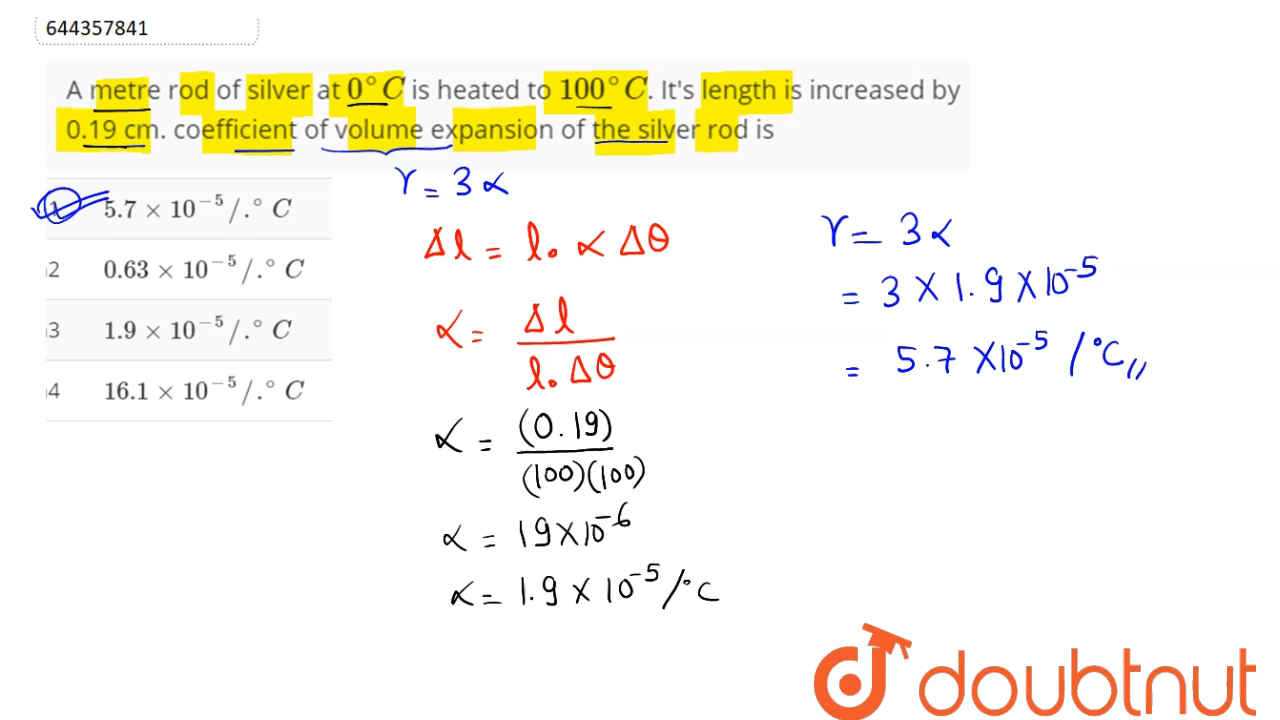 644357841
A metre rod of silver at 0°C is heated to 100°C. It's length is increased by
0.19 cm. coefficient of volume expansion of the silver rod is
1 5.7 × 10⁻⁵/.° C
2 0.63 × 10⁻⁵/.° C
3 1.9 × 10⁻⁵/.° C
4 16.1 × 10⁻⁵/.° C
γ = 3α
Δl = l₀ α Δθ
α = Δl / l₀ Δθ
α = (0.19) / (100)(100)
α = 19 × 10⁻⁶
α = 1.9 × 10⁻⁵ /°C
γ = 3α
= 3 × 1.9 × 10⁻⁵
= 5.7 × 10⁻⁵ /°C,,
doubtnut